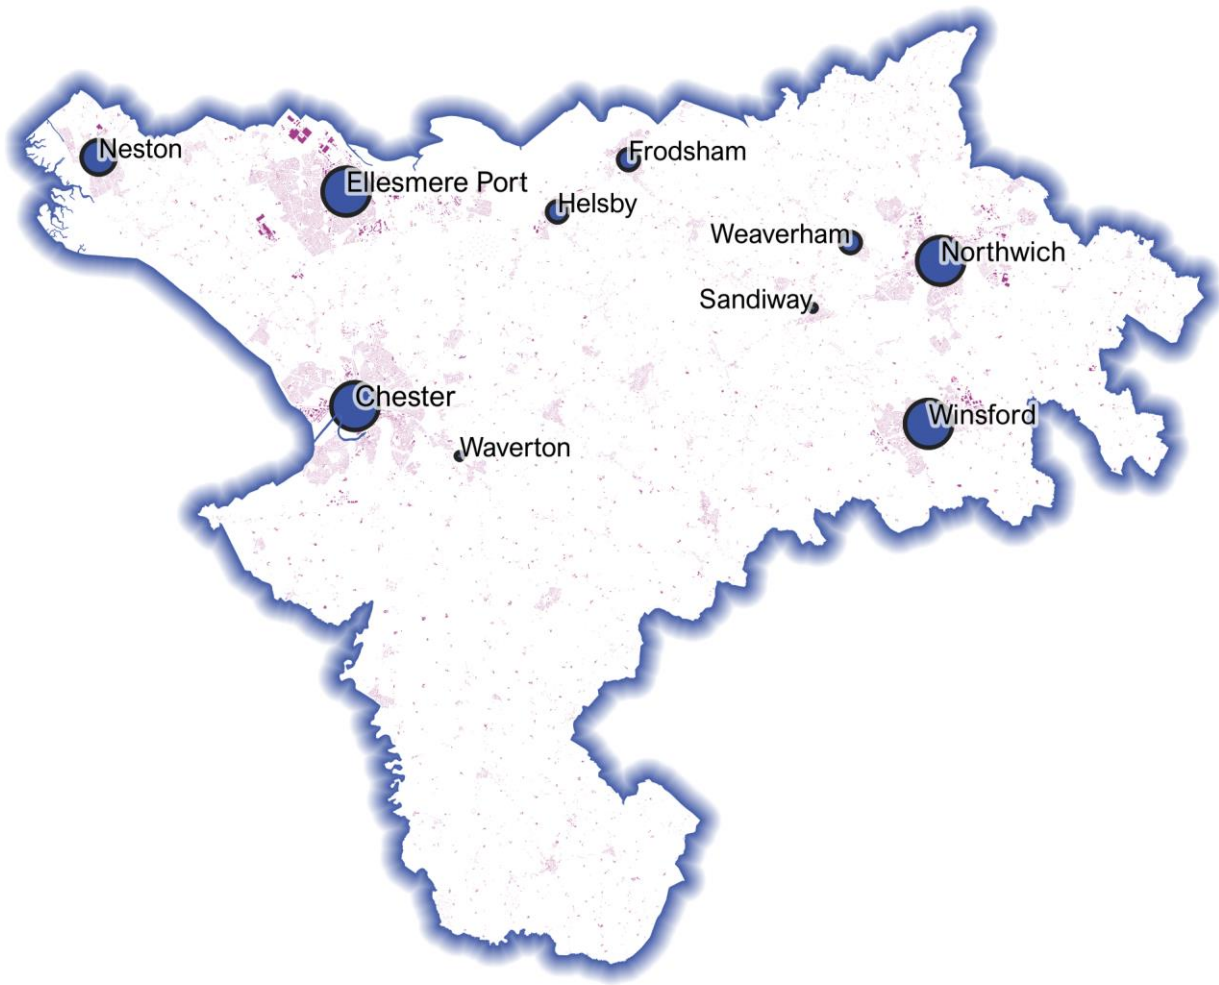 Neston
Frodsham
Ellesmere Port
Helsby
Weaverham
Northwich
Sandiway
Chester
Winsford
Waverton